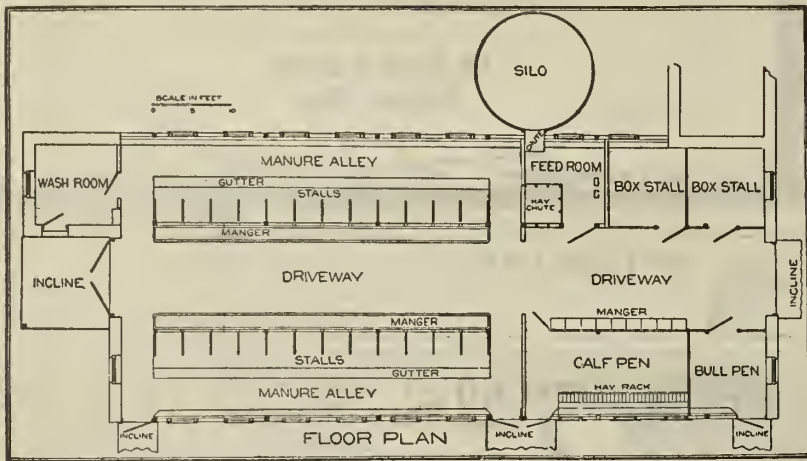 SILO
SCALE IN FEET
0 5 10
CHUTE
MANURE ALLEY
FEED ROOM
WASH ROOM
GUTTER
STALLS
BOX STALL
BOX STALL
HAY
CHUTE
MANGER
INCLINE
DRIVEWAY
DRIVEWAY
INCLINE
MANGER
MANGER
STALLS
CALF PEN
BULL PEN
GUTTER
MANURE ALLEY
HAY RACK
INCLINE
FLOOR PLAN
INCLINE
INCLINE